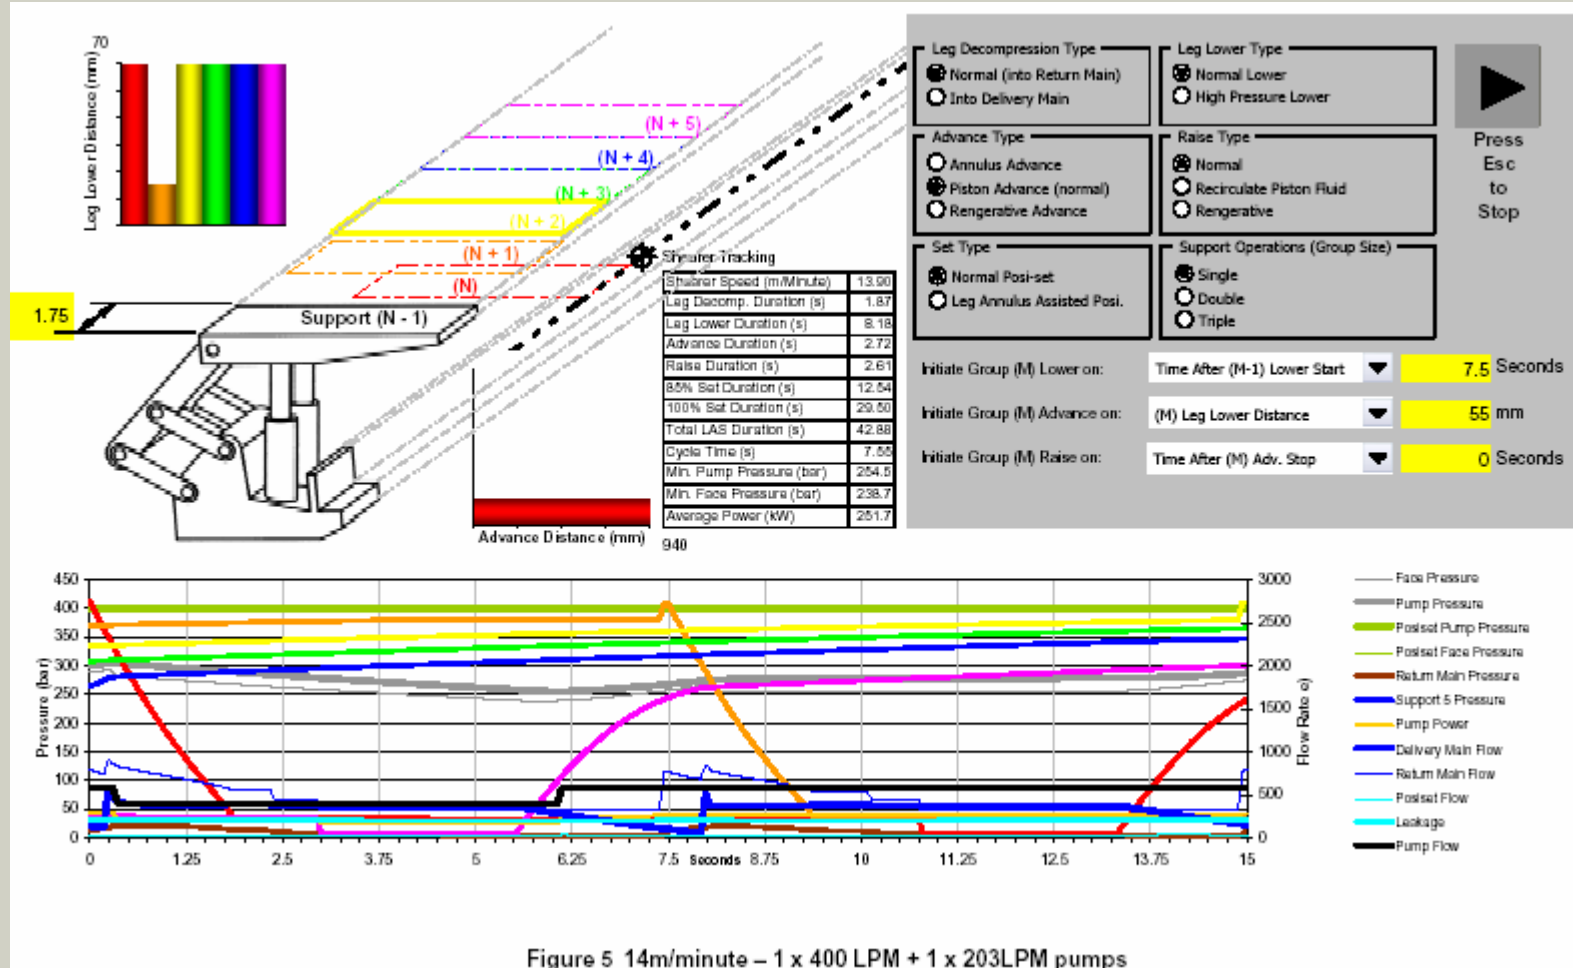 70
Leg Lower Distance (mm)
(N + 5)
(N + 4)
(N + 3)
(N + 2)
(N + 1)
(N)
1.75
Support (N - 1)
Shearer Tracking
Shearer Speed (m/Minute) 13.90
Leg Decomp. Duration (s) 1.87
Leg Lower Duration (s) 8.18
Advance Duration (s) 2.72
Raise Duration (s) 2.61
85% Set Duration (s) 12.54
100% Set Duration (s) 29.50
Total LAS Duration (s) 42.88
Cycle Time (s) 7.55
Min. Pump Pressure (bar) 254.5
Min. Face Pressure (bar) 238.7
Average Power (kW) 251.7
Advance Distance (mm) 940
Leg Decompression Type
Normal (into Return Main)
Into Delivery Main
Leg Lower Type
Normal Lower
High Pressure Lower
Advance Type
Annulus Advance
Piston Advance (normal)
Rengerative Advance
Raise Type
Normal
Recirculate Piston Fluid
Rengerative
Set Type
Normal Posi-set
Leg Annulus Assisted Posi.
Support Operations (Group Size)
Single
Double
Triple
Press
Esc
to
Stop
Initiate Group (M) Lower on: Time After (M-1) Lower Start 7.5 Seconds
Initiate Group (M) Advance on: (M) Leg Lower Distance 55 mm
Initiate Group (M) Raise on: Time After (M) Adv. Stop 0 Seconds
Pressure (bar)
450
400
350
300
250
200
150
100
50
0
0 1.25 2.5 3.75 5 6.25 7.5 Seconds 8.75 10 11.25 12.5 13.75 15
3000
2500
2000
1500
1000
500
0
Flow Rate e)
Face Pressure
Pump Pressure
Posiset Pump Pressure
Posiset Face Pressure
Return Main Pressure
Support 5 Pressure
Pump Power
Delivery Main Flow
Return Main Flow
Posiset Flow
Leakage
Pump Flow
Figure 5 14m/minute – 1 x 400 LPM + 1 x 203LPM pumps